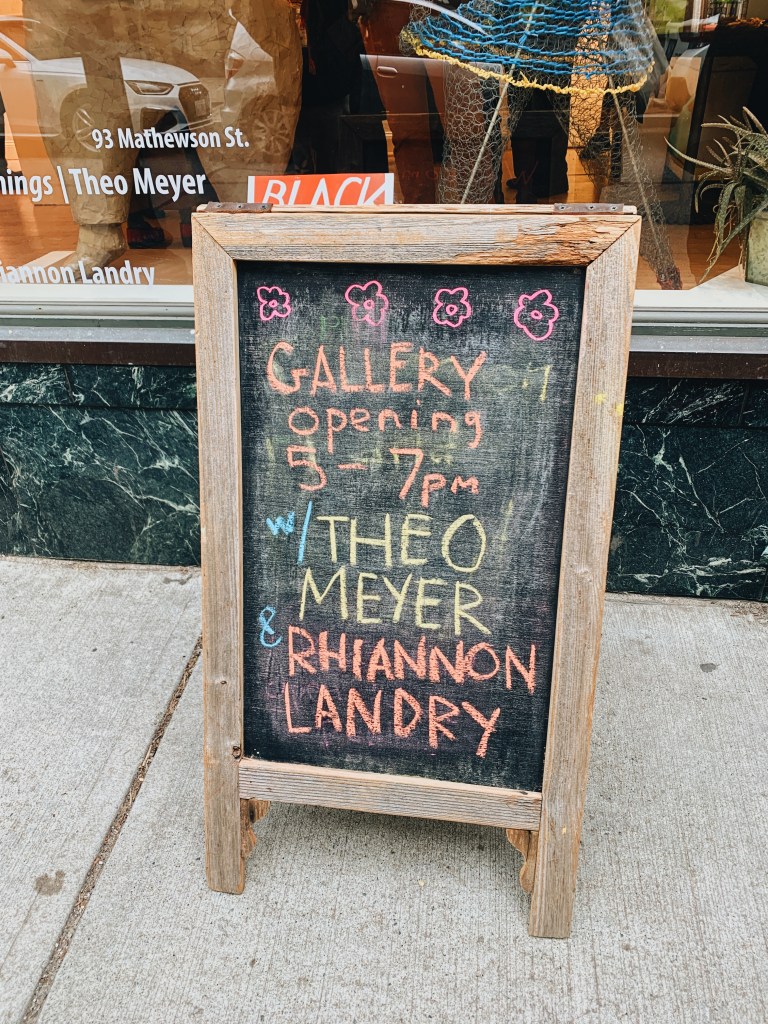 93 Mathewson St.
nings | Theo Meyer
BLACK
iannon Landry
GALLERY
opening
5-7pm
w/ THEO
MEYER
& RHIANNON
LANDRY